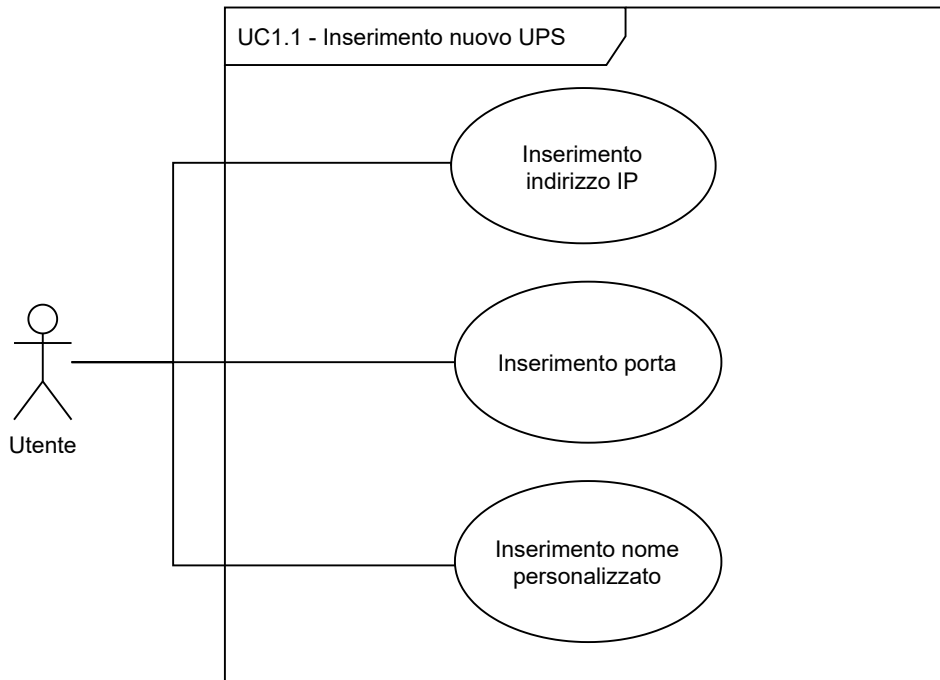 UC1.1 - Inserimento nuovo UPS
Inserimento
indirizzo IP
Inserimento porta
Utente
Inserimento nome
personalizzato